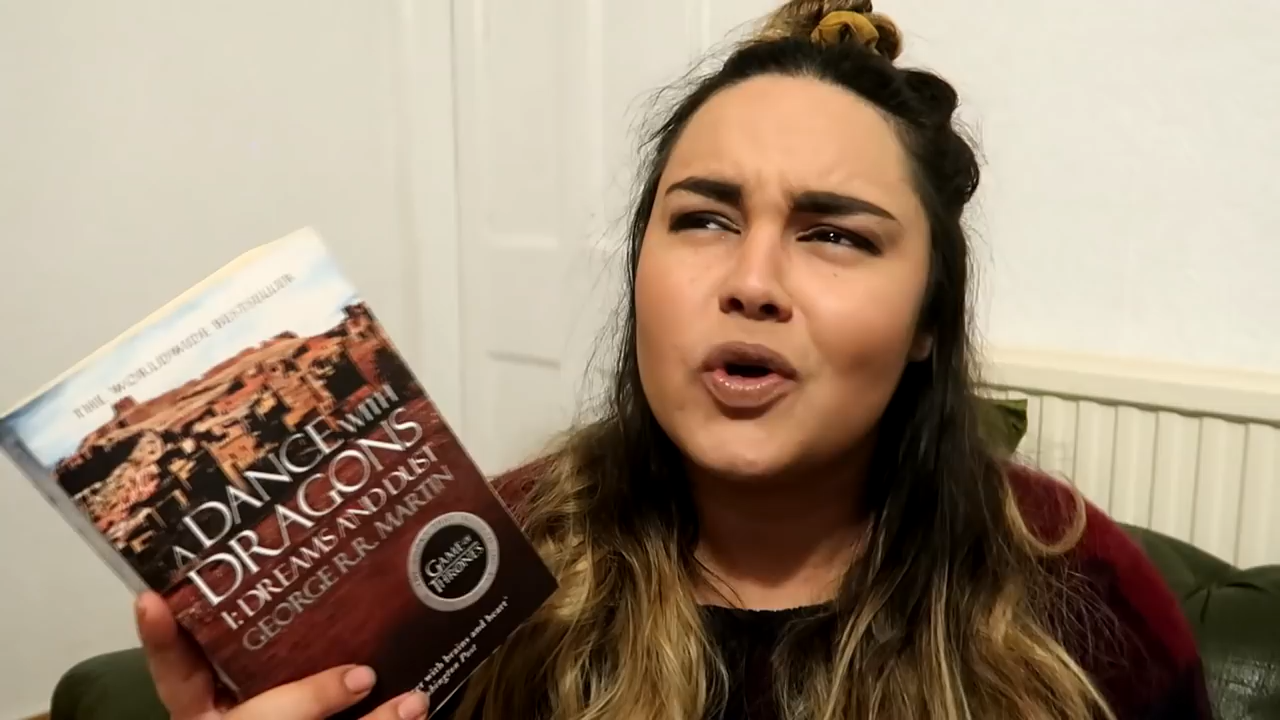 THE WORLDWIDE BESTSELLER
A DANCE WITH
DRAGONS
1: DREAMS AND DUST
GEORGE R.R. MARTIN
GAME OF
THRONES
with brains and heart'
Post